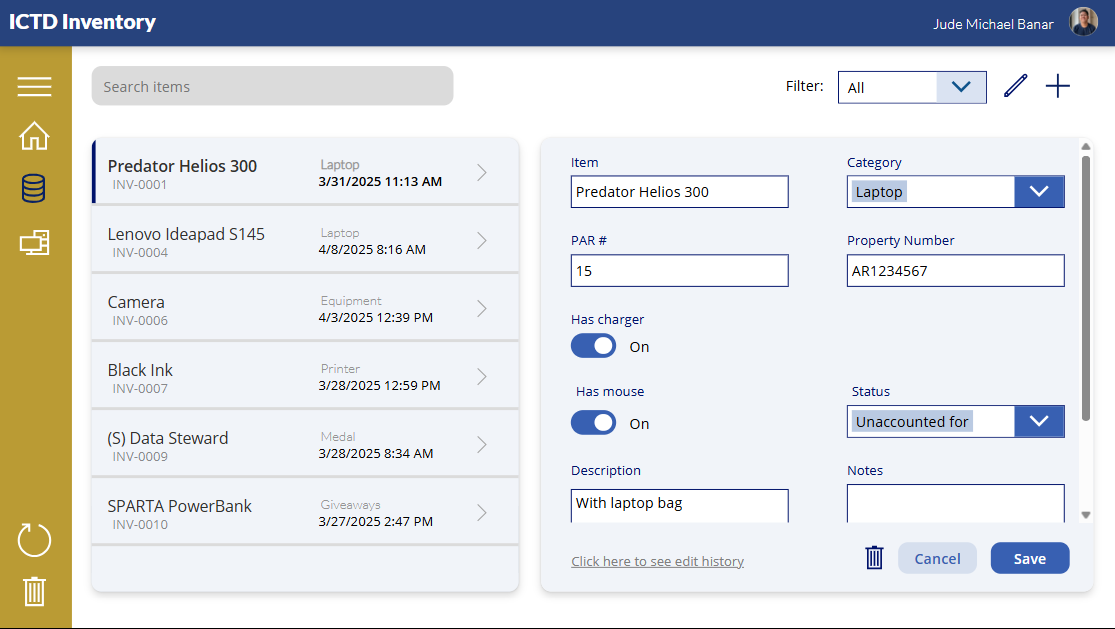 ICTD Inventory
Jude Michael Banar
Search items
Filter:
All
Predator Helios 300
INV-0001
Laptop
3/31/2025 11:13 AM
Lenovo Ideapad S145
INV-0004
Laptop
4/8/2025 8:16 AM
Camera
INV-0006
Equipment
4/3/2025 12:39 PM
Black Ink
INV-0007
Printer
3/28/2025 12:59 PM
(S) Data Steward
INV-0009
Medal
3/28/2025 8:34 AM
SPARTA PowerBank
INV-0010
Giveaways
3/27/2025 2:47 PM
Item
Predator Helios 300
Category
Laptop
PAR #
15
Property Number
AR1234567
Has charger
On
Has mouse
On
Status
Unaccounted for
Description
With laptop bag
Notes
Click here to see edit history
Cancel
Save